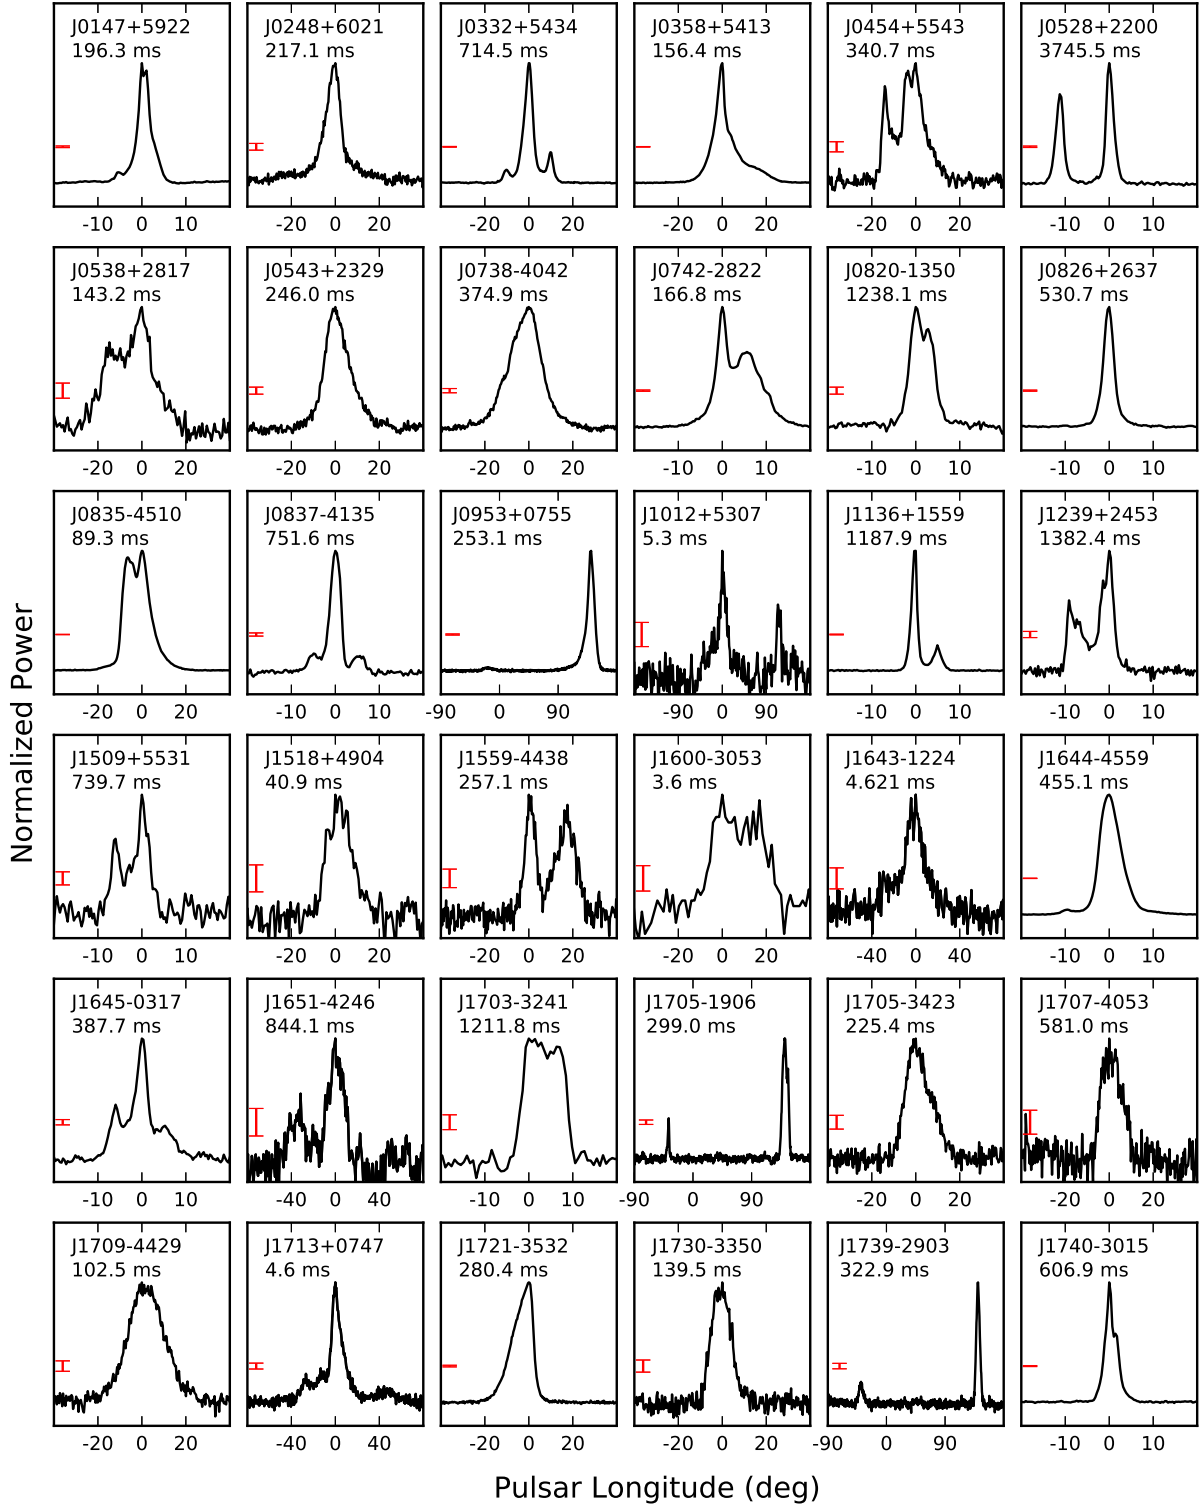 J0147+5922
196.3 ms
J0248+6021
217.1 ms
J0332+5434
714.5 ms
J0358+5413
156.4 ms
J0454+5543
340.7 ms
J0528+2200
3745.5 ms
-10 0 10
-20 0 20
-20 0 20
-20 0 20
-20 0 20
-10 0 10
J0538+2817
143.2 ms
J0543+2329
246.0 ms
J0738-4042
374.9 ms
J0742-2822
166.8 ms
J0820-1350
1238.1 ms
J0826+2637
530.7 ms
-20 0 20
-20 0 20
-20 0 20
-10 0 10
-10 0 10
-10 0 10
J0835-4510
89.3 ms
J0837-4135
751.6 ms
J0953+0755
253.1 ms
J1012+5307
5.3 ms
J1136+1559
1187.9 ms
J1239+2453
1382.4 ms
-20 0 20
-10 0 10
-90 0 90
-90 0 90
-10 0 10
-10 0 10
J1509+5531
739.7 ms
J1518+4904
40.9 ms
J1559-4438
257.1 ms
J1600-3053
3.6 ms
J1643-1224
4.621 ms
J1644-4559
455.1 ms
-10 0 10
-20 0 20
-20 0 20
-20 0 20
-40 0 40
-10 0 10
J1645-0317
387.7 ms
J1651-4246
844.1 ms
J1703-3241
1211.8 ms
J1705-1906
299.0 ms
J1705-3423
225.4 ms
J1707-4053
581.0 ms
-10 0 10
-40 0 40
-10 0 10
-90 0 90
-20 0 20
-20 0 20
J1709-4429
102.5 ms
J1713+0747
4.6 ms
J1721-3532
280.4 ms
J1730-3350
139.5 ms
J1739-2903
322.9 ms
J1740-3015
606.9 ms
-20 0 20
-40 0 40
-20 0 20
-20 0 20
-90 0 90
-10 0 10
Normalized Power
Pulsar Longitude (deg)